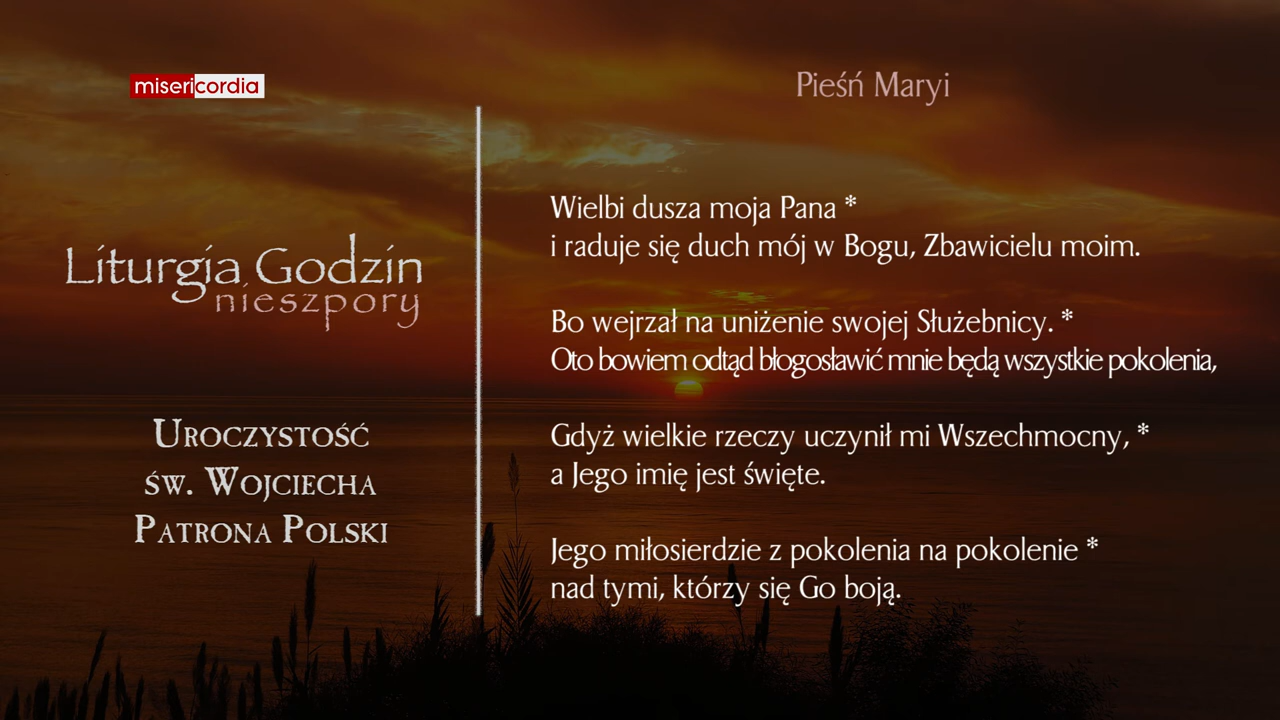 misericordia
Liturgia Godzin
nieszpory
Uroczystość
św. Wojciecha
Patrona Polski
Pieśń Maryi
Wielbi dusza moja Pana *
i raduje się duch mój w Bogu, Zbawicielu moim.
Bo wejrzał na uniżenie swojej Służebnicy. *
Oto bowiem odtąd błogosławić mnie będą wszystkie pokolenia,
Gdyż wielkie rzeczy uczynił mi Wszechmocny, *
a Jego imię jest święte.
Jego miłosierdzie z pokolenia na pokolenie *
nad tymi, którzy się Go boją.